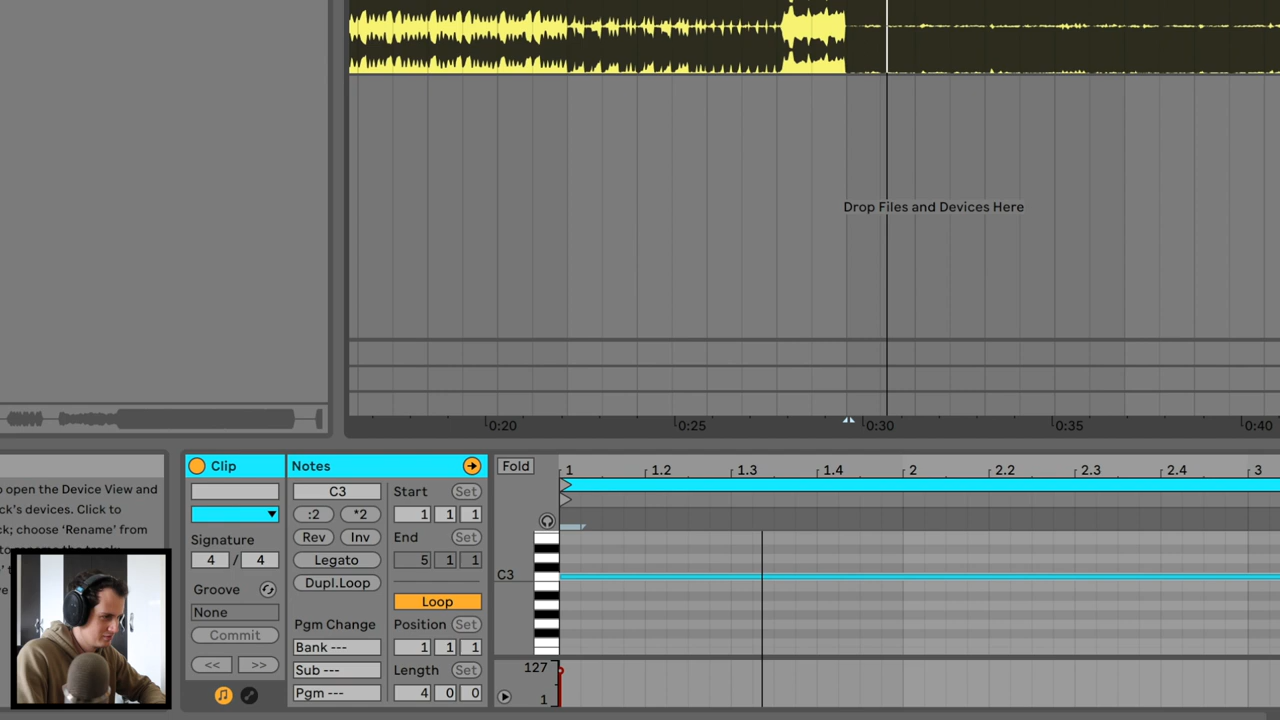 Drop Files and Devices Here
0:20
0:25
0:30
0:35
0:40
open the Device View and
ck's devices. Click to
choose ‘Rename’ from
Clip
Signature
4 / 4
Groove
None
Commit
<< >>
Notes
C3
:2 *2
Rev Inv
Legato
Dupl.Loop
Pgm Change
Bank ---
Sub ---
Pgm ---
Start Set
1 1 1
End Set
5 1 1
Loop
Position Set
1 1 1
Length Set
4 0 0
Fold
1 1.2 1.3 1.4 2 2.2 2.3 2.4 3
C3
127
1